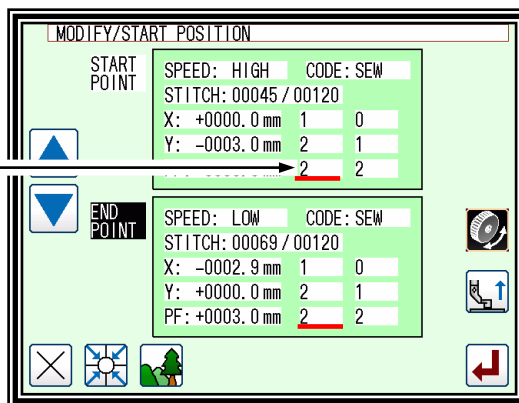 MODIFY/START POSITION
START
POINT
SPEED: HIGH CODE: SEW
STITCH: 00045 / 00120
X: +0000.0 mm 1 0
Y: -0003.0 mm 2 1
2 2
END
POINT
SPEED: LOW CODE: SEW
STITCH: 00069 / 00120
X: -0002.9 mm 1 0
Y: +0000.0 mm 2 1
PF: +0003.0 mm 2 2